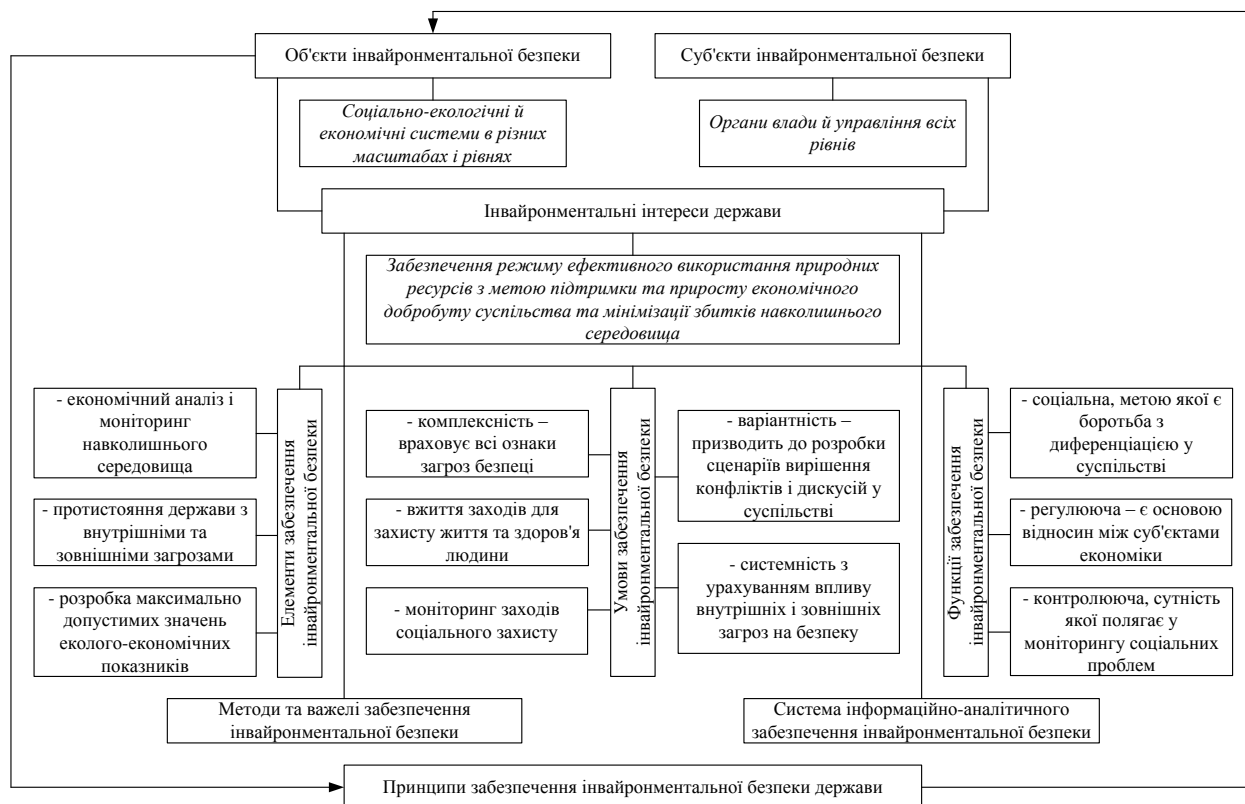 Об'єкти інвайронментальної безпеки
Суб'єкти інвайронментальної безпеки
Соціально-екологічні й
економічні системи в різних
масштабах і рівнях
Органи влади й управління всіх
рівнів
Інвайронментальні інтереси держави
Забезпечення режиму ефективного використання природних
ресурсів з метою підтримки та приросту економічного
добробуту суспільства та мінімізації збитків навколишнього
середовища
- економічний аналіз і
моніторинг
навколишнього
середовища
- протистояння держави з
внутрішніми та
зовнішніми загрозами
- розробка максимально
допустимих значень
еколого-економічних
показників
Елементи забезпечення
інвайронментальної безпеки
- комплексність –
враховує всі ознаки
загроз безпеці
- вжиття заходів для
захисту життя та здоров'я
людини
- моніторинг заходів
соціального захисту
Умови забезпечення
інвайронментальної безпеки
- варіантність –
призводить до розробки
сценаріїв вирішення
конфліктів і дискусій у
суспільстві
- системність з
урахуванням впливу
внутрішніх і зовнішніх
загроз на безпеку
Функції забезпечення
інвайронментальної безпеки
- соціальна, метою якої є
боротьба з
диференціацією у
суспільстві
- регулююча – є основою
відносин між суб'єктами
економіки
- контролююча, сутність
якої полягає у
моніторингу соціальних
проблем
Методи та важелі забезпечення
інвайронментальної безпеки
Система інформаційно-аналітичного
забезпечення інвайронментальної безпеки
Принципи забезпечення інвайронментальної безпеки держави